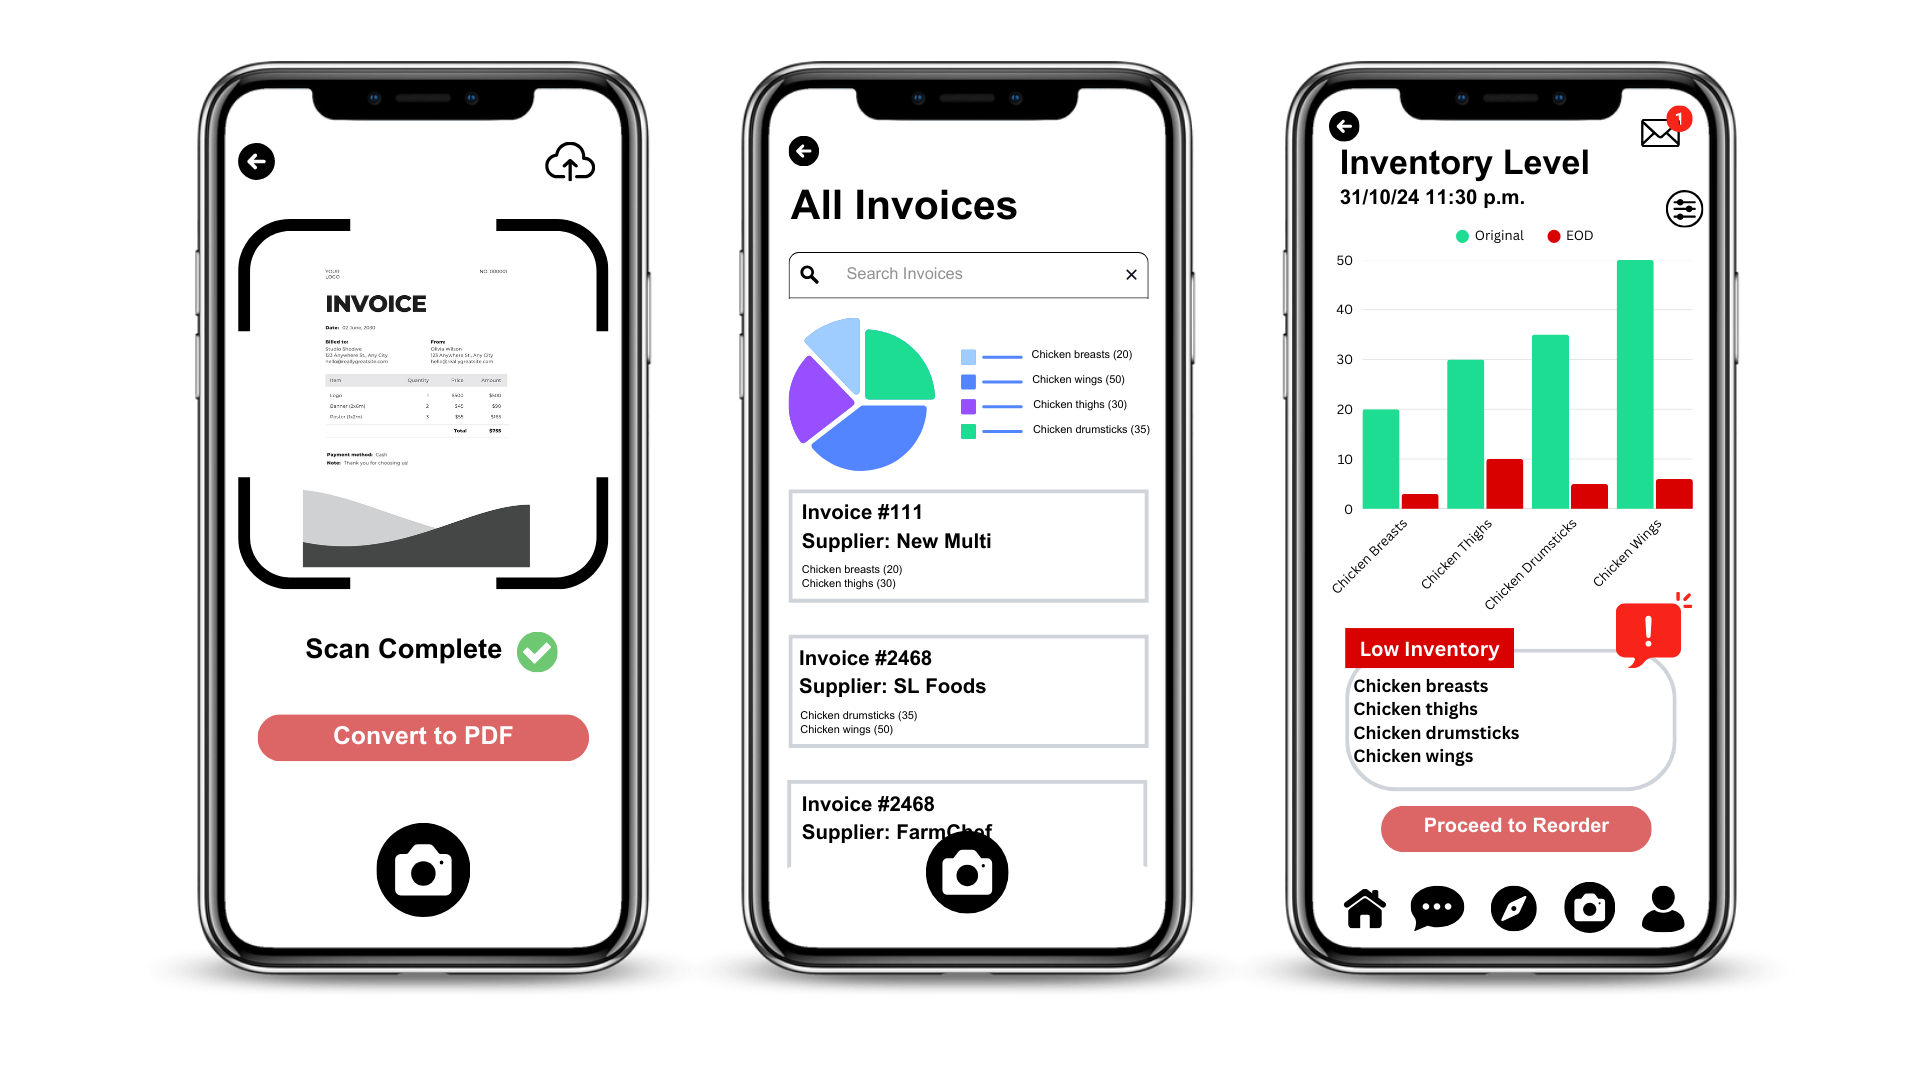 YOUR
LOGO
NO. 000001
INVOICE
Date: 02 June, 2030
Billed to:
Studio Shodwe
123 Anywhere St., Any City
hello@reallygreatsite.com
From:
Olivia Wilson
123 Anywhere St., Any City
hello@reallygreatsite.com
Item Quantity Price Amount
Logo 1 $500 $500
Banner (2x6m) 2 $45 $90
Poster (1x2m) 3 $55 $165
Total $755
Payment method: Cash
Note: Thank you for choosing us!
Scan Complete
Convert to PDF
All Invoices
Search Invoices
Chicken breasts (20)
Chicken wings (50)
Chicken thighs (30)
Chicken drumsticks (35)
Invoice #111
Supplier: New Multi
Chicken breasts (20)
Chicken thighs (30)
Invoice #2468
Supplier: SL Foods
Chicken drumsticks (35)
Chicken wings (50)
Invoice #2468
Supplier: FarmChef
1
Inventory Level
31/10/24 11:30 p.m.
Original EOD
50
40
30
20
10
0
Chicken Breasts
Chicken Thighs
Chicken Drumsticks
Chicken Wings
Low Inventory
Chicken breasts
Chicken thighs
Chicken drumsticks
Chicken wings
Proceed to Reorder